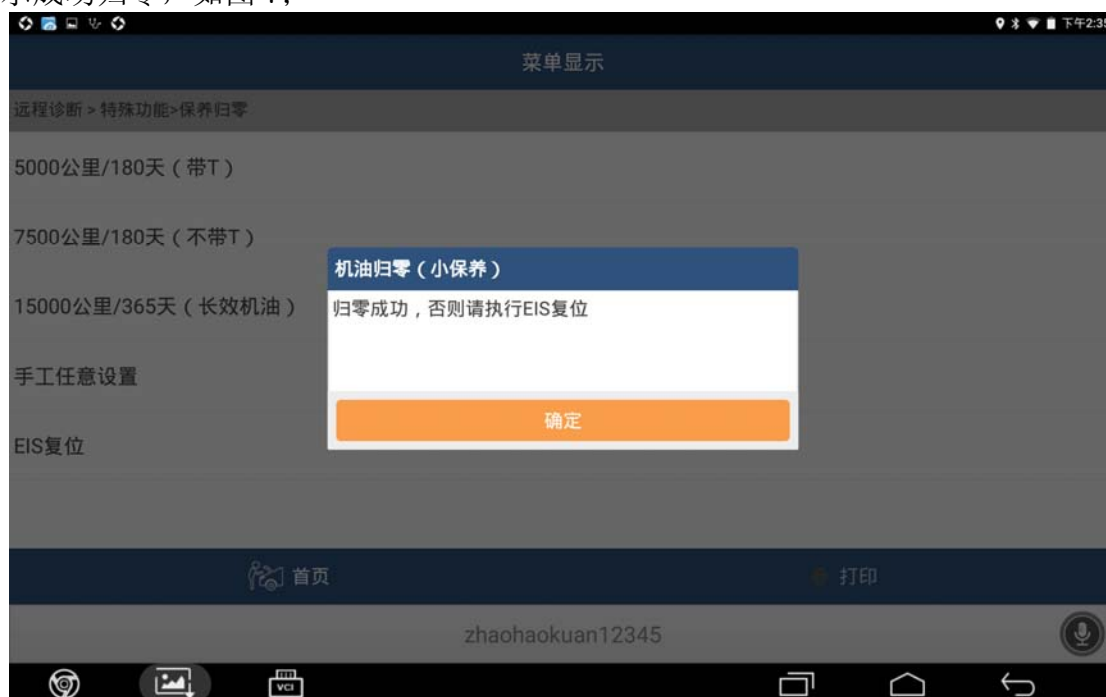 下午2:35
菜单显示
远程诊断 > 特殊功能>保养归零
5000公里/180天（带T）
7500公里/180天（不带T）
15000公里/365天（长效机油）
手工任意设置
EIS复位
机油归零（小保养）
归零成功，否则请执行EIS复位
确定
首页
打印
zhaohaokuan12345
VCI